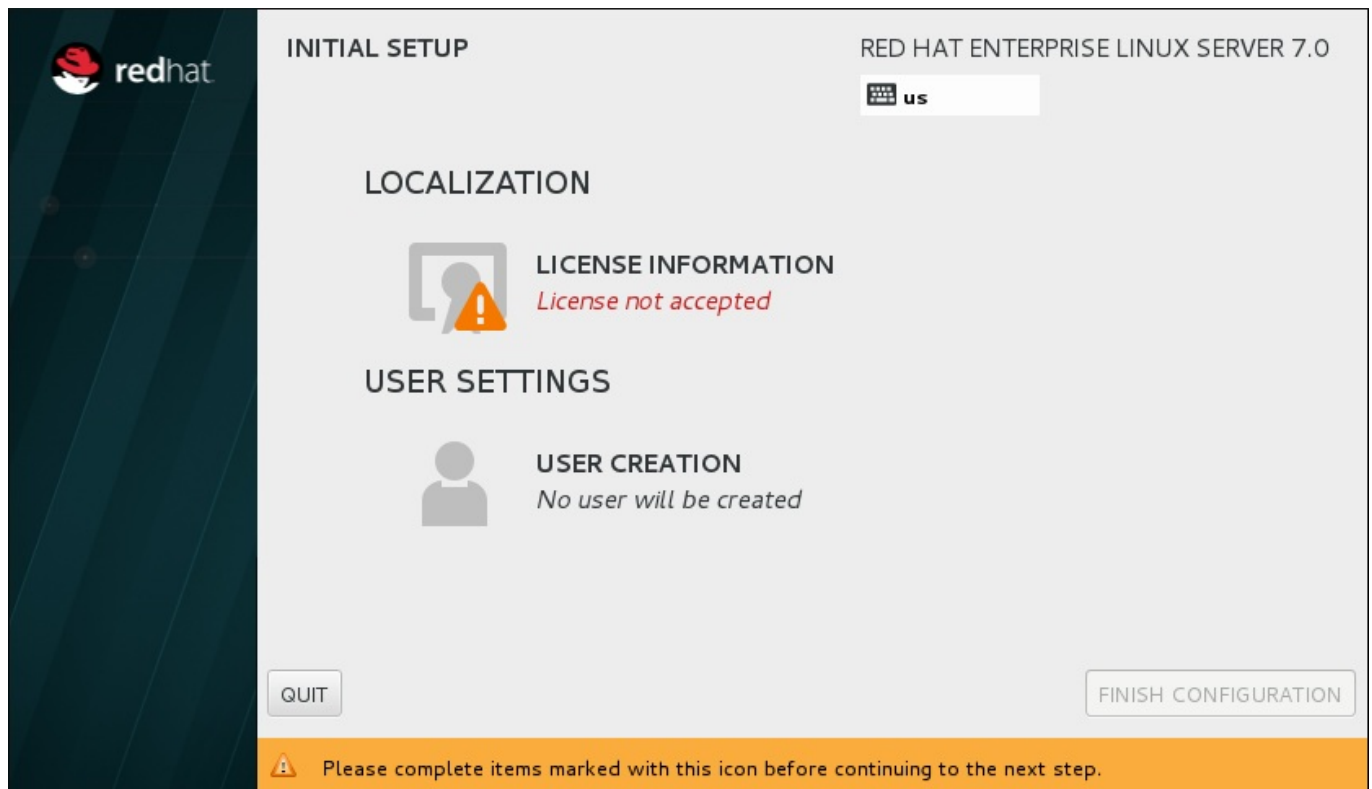 redhat
INITIAL SETUP
RED HAT ENTERPRISE LINUX SERVER 7.0
us
LOCALIZATION
LICENSE INFORMATION
License not accepted
USER SETTINGS
USER CREATION
No user will be created
QUIT
FINISH CONFIGURATION
Please complete items marked with this icon before continuing to the next step.